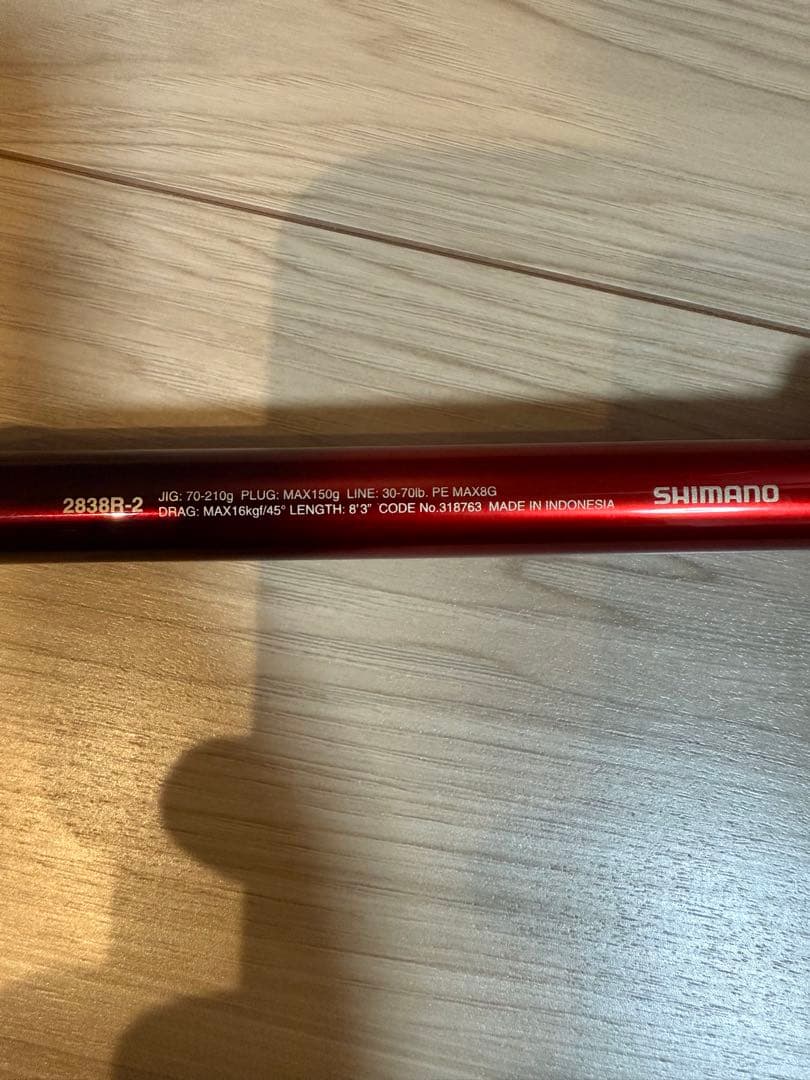 2838R-2
JIG: 70-210g PLUG: MAX150g LINE: 30-70lb. PE MAX8G
DRAG: MAX16kgf/45° LENGTH: 8'3" CODE No.318763 MADE IN INDONESIA
SHIMANO